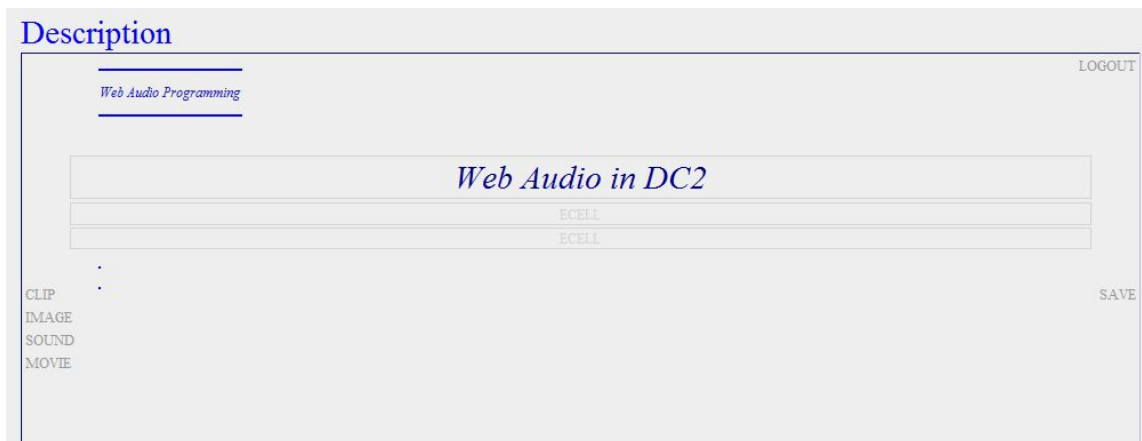 Description
LOGOUT
Web Audio Programming
Web Audio in DC2
ECELL
ECELL
CLIP
SAVE
IMAGE
SOUND
MOVIE